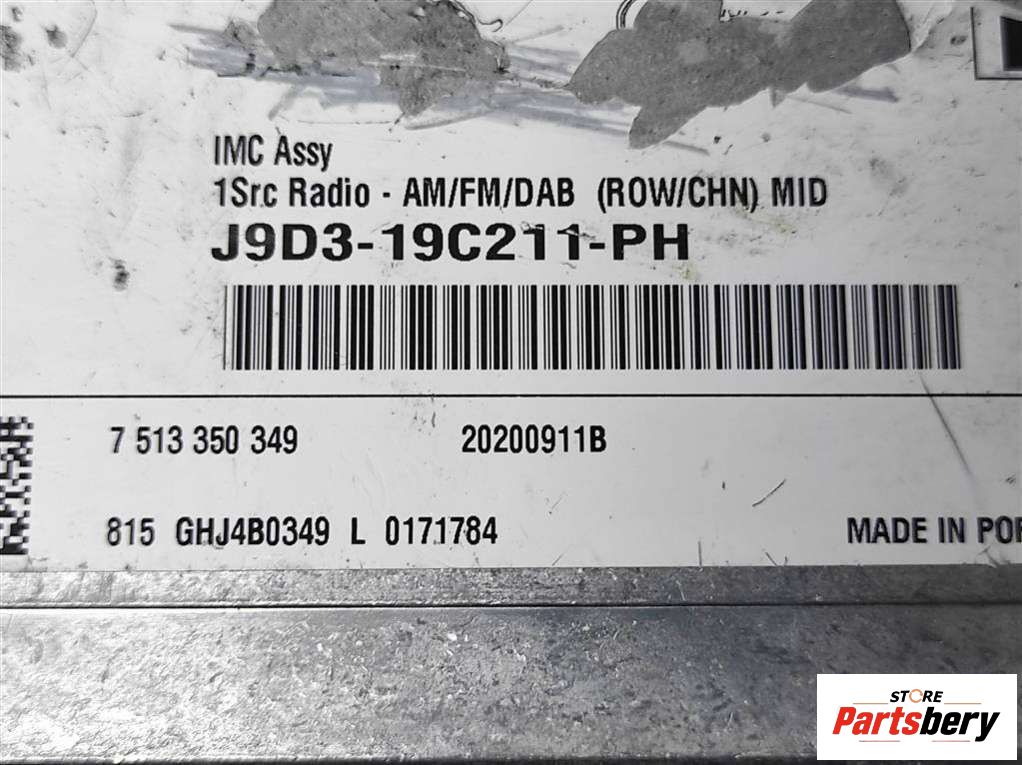 IMC Assy
1Src Radio - AM/FM/DAB (ROW/CHN) MID
J9D3-19C211-PH
7 513 350 349 20200911B
815 GHJ4B0349 L 0171784 MADE IN POR
STORE
Partsbery